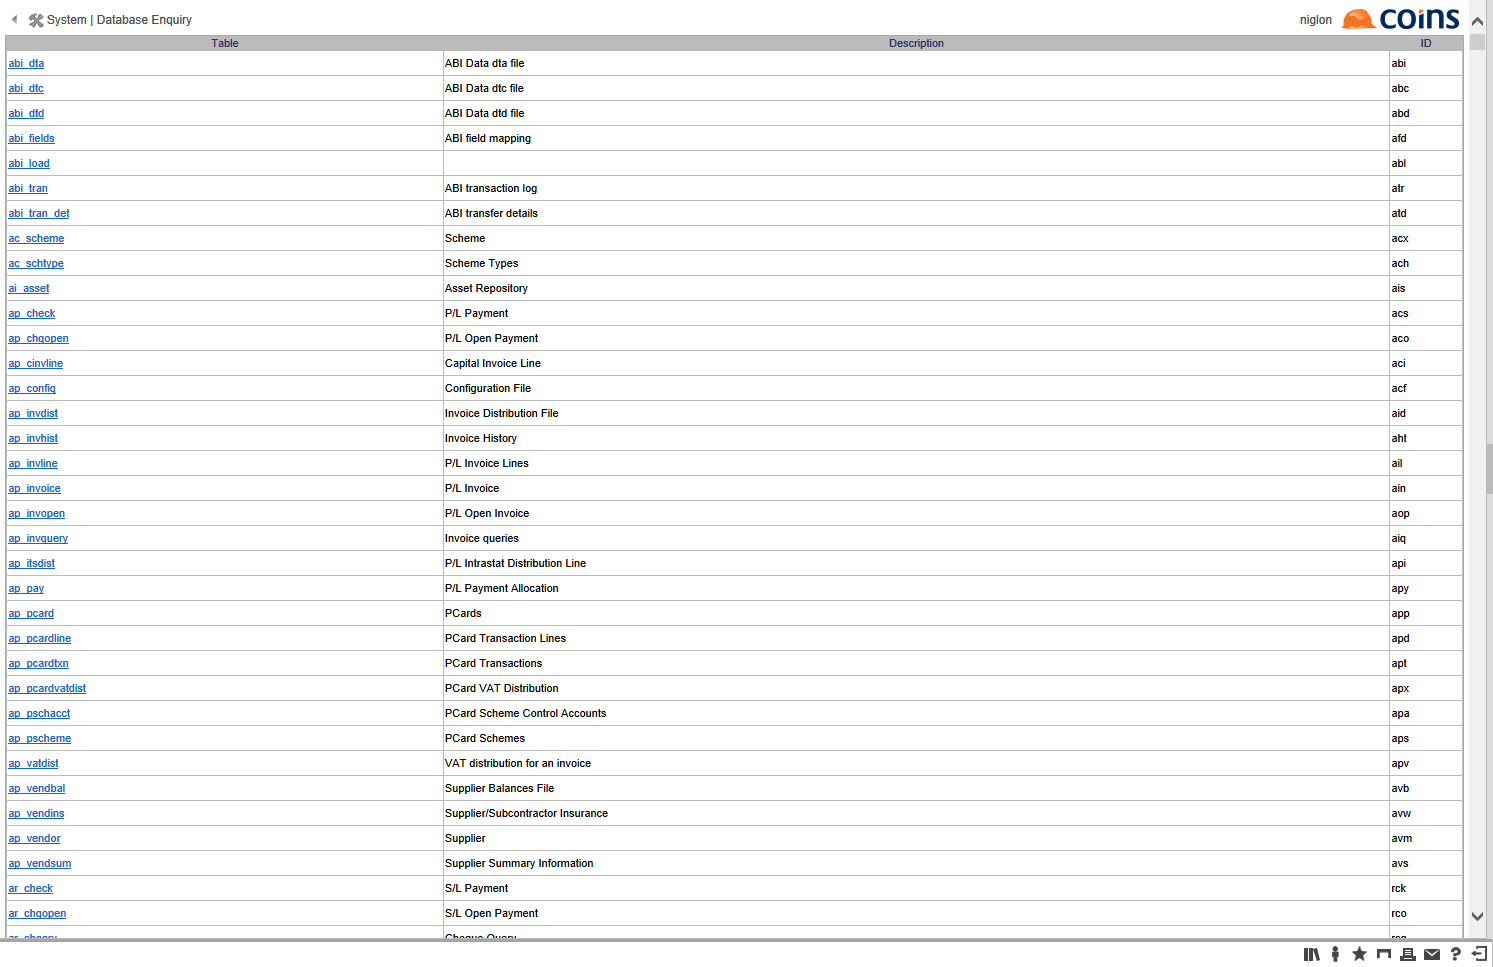 System | Database Enquiry niglon coins
Table Description ID
abi_dta ABI Data dta file abi
abi_dtc ABI Data dtc file abc
abi_dtd ABI Data dtd file abd
abi_fields ABI field mapping afd
abi_load abl
abi_tran ABI transaction log atr
abi_tran_det ABI transfer details atd
ac_scheme Scheme acx
ac_schtype Scheme Types ach
ai_asset Asset Repository ais
ap_check P/L Payment acs
ap_chqopen P/L Open Payment aco
ap_cinvline Capital Invoice Line aci
ap_config Configuration File acf
ap_invdist Invoice Distribution File aid
ap_invhist Invoice History aht
ap_invline P/L Invoice Lines ail
ap_invoice P/L Invoice ain
ap_invopen P/L Open Invoice aop
ap_invquery Invoice queries aiq
ap_itsdist P/L Intrastat Distribution Line api
ap_pay P/L Payment Allocation apy
ap_pcard PCards app
ap_pcardline PCard Transaction Lines apd
ap_pcardtxn PCard Transactions apt
ap_pcardvatdist PCard VAT Distribution apx
ap_pschacct PCard Scheme Control Accounts apa
ap_pscheme PCard Schemes aps
ap_vatdist VAT distribution for an invoice apv
ap_vendbal Supplier Balances File avb
ap_vendins Supplier/Subcontractor Insurance avw
ap_vendor Supplier avm
ap_vendsum Supplier Summary Information avs
ar_check S/L Payment rck
ar_chqopen S/L Open Payment rco
Cheque Query